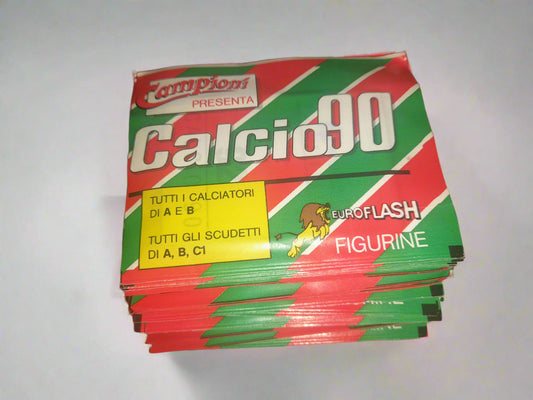 Campioni
PRESENTA
Calcio90
TUTTI I CALCIATORI
DI A E B
TUTTI GLI SCUDETTI
DI A, B, C1
EUROFLASH
FIGURINE